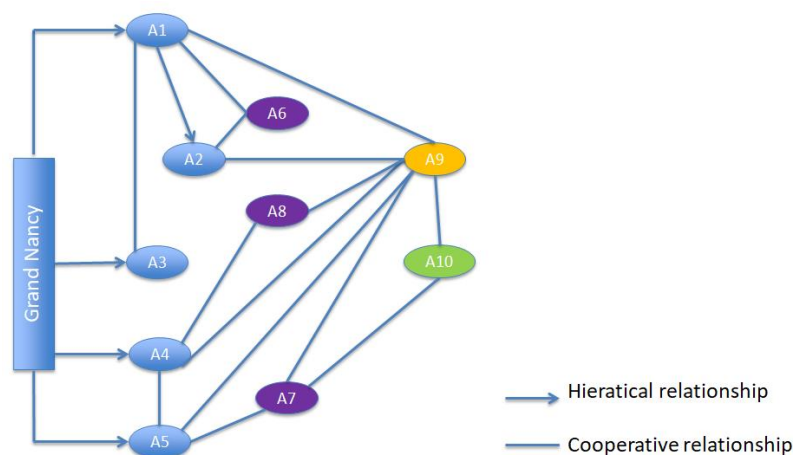 A1
A6
A2
A9
A8
Grand Nancy
A3
A10
A4
A7
A5
Hieratical relationship
Cooperative relationship